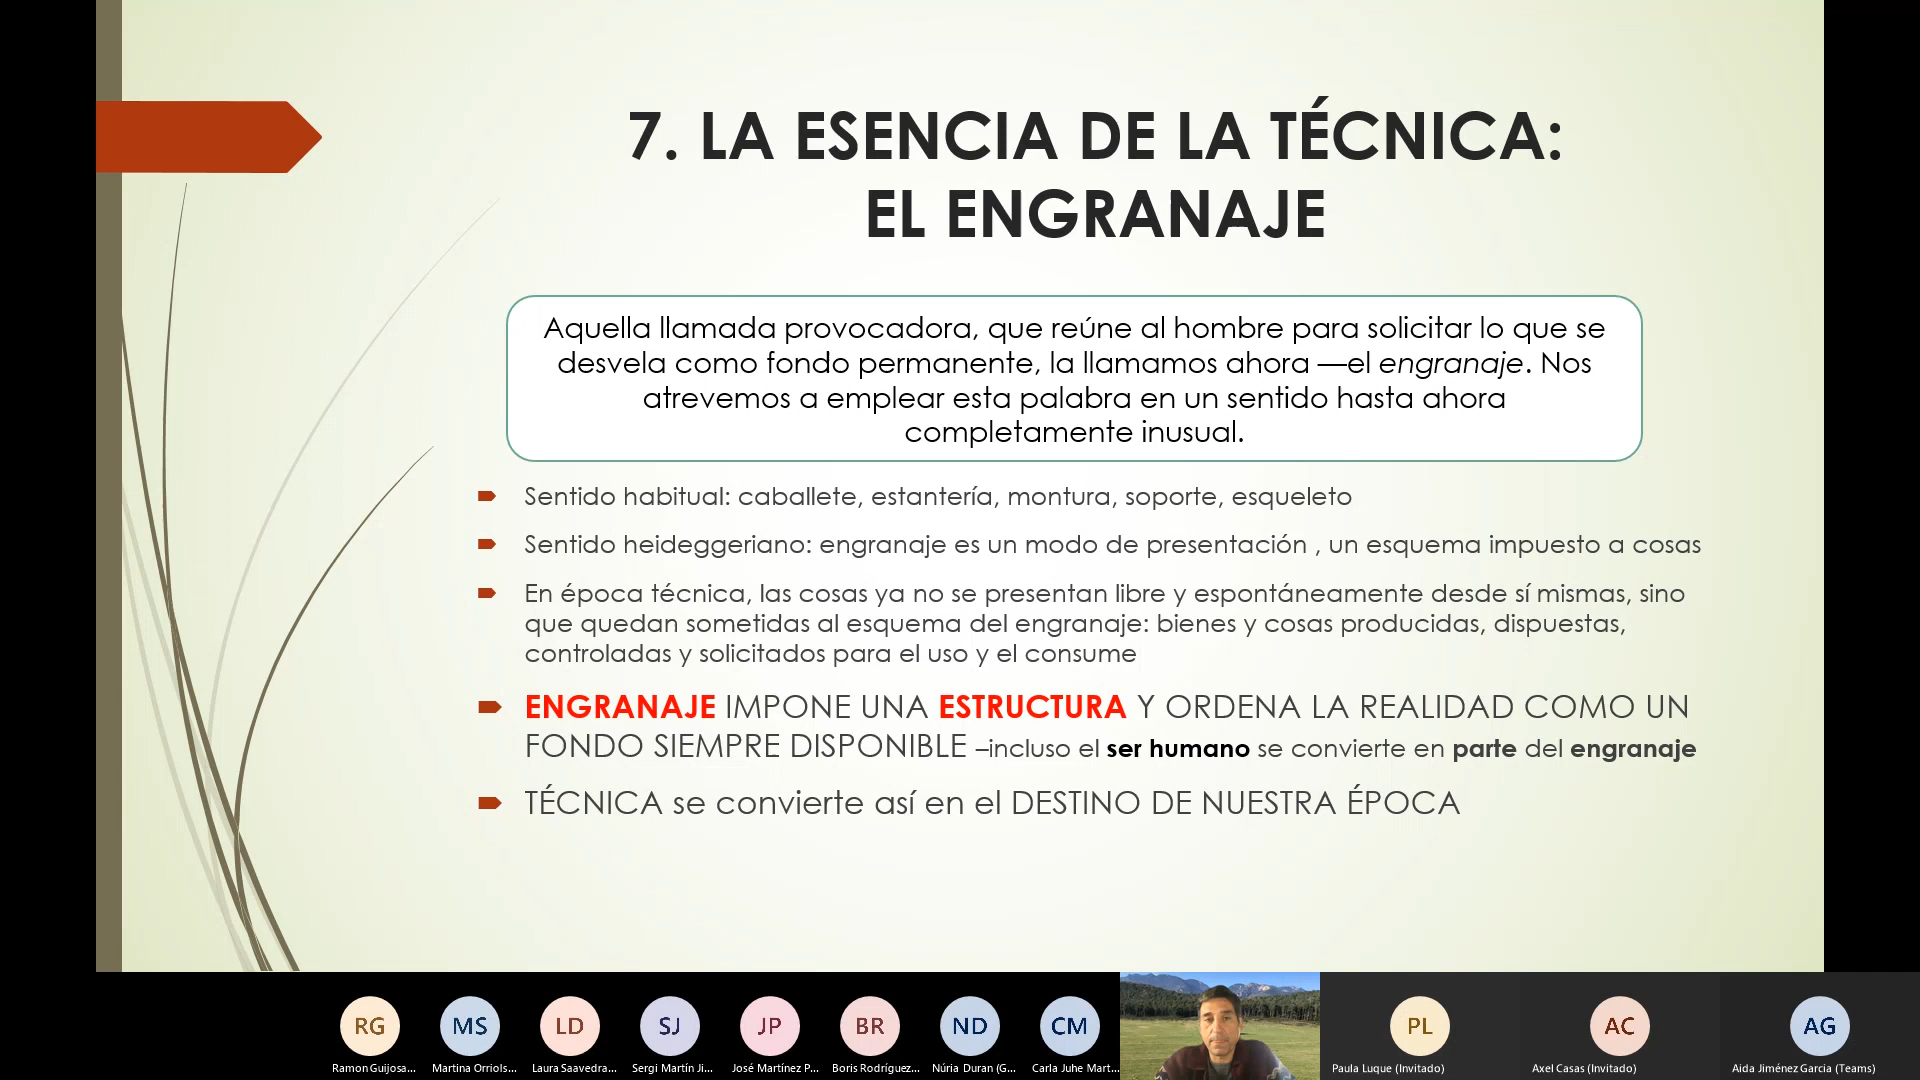 7. LA ESENCIA DE LA TÉCNICA:
EL ENGRANAJE
Aquella llamada provocadora, que reúne al hombre para solicitar lo que se
desvela como fondo permanente, la llamamos ahora —el engranaje. Nos
atrevemos a emplear esta palabra en un sentido hasta ahora
completamente inusual.
Sentido habitual: caballete, estantería, montura, soporte, esqueleto
Sentido heideggeriano: engranaje es un modo de presentación , un esquema impuesto a cosas
En época técnica, las cosas ya no se presentan libre y espontáneamente desde sí mismas, sino
que quedan sometidas al esquema del engranaje: bienes y cosas producidas, dispuestas,
controladas y solicitados para el uso y el consume
ENGRANAJE IMPONE UNA ESTRUCTURA Y ORDENA LA REALIDAD COMO UN
FONDO SIEMPRE DISPONIBLE –incluso el ser humano se convierte en parte del engranaje
TÉCNICA se convierte así en el DESTINO DE NUESTRA ÉPOCA
RG MS LD SJ JP BR ND CM PL AC AG
Ramon Guijosa... Martina Orriols... Laura Saavedra... Sergi Martín Ji... José Martínez P... Boris Rodríguez... Núria Duran (G... Carla Juhe Mart... Paula Luque (Invitado) Axel Casas (Invitado) Aida Jiménez Garcia (Teams)